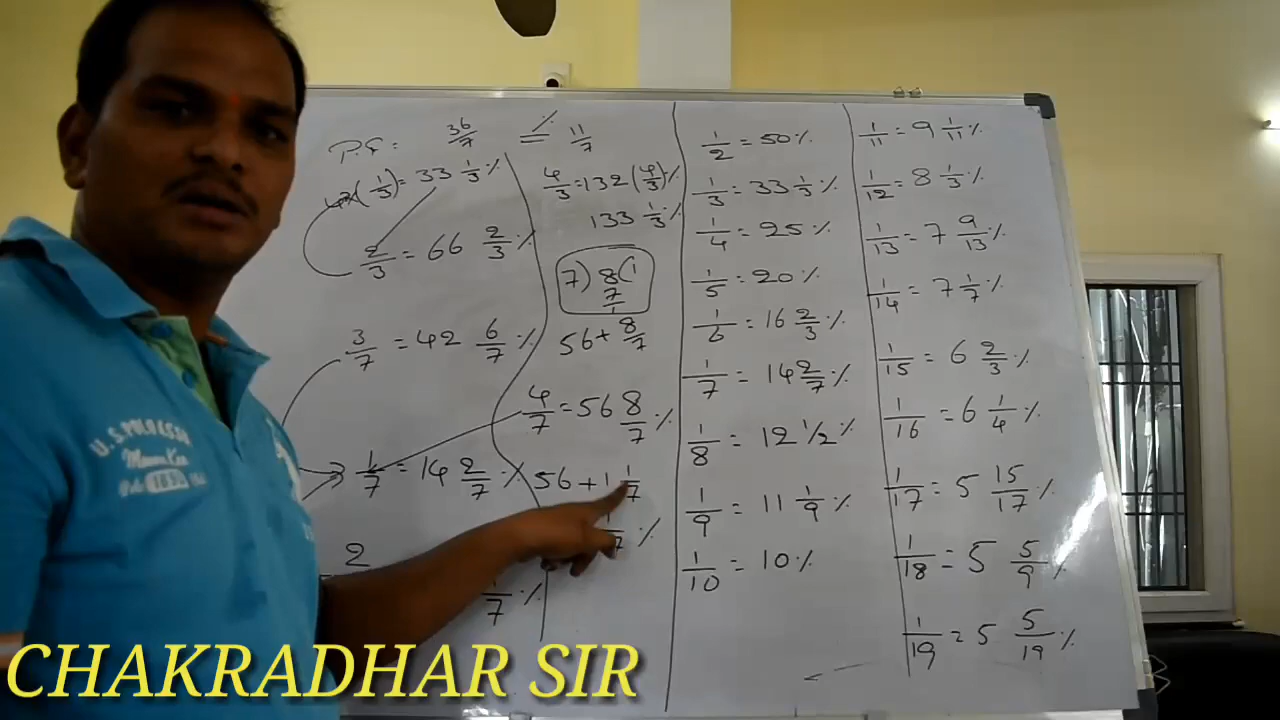 P.G:
36/7 = % 11/7
4×(1/3) = 33 1/3 %
2/3 = 66 2/3 %
3/7 = 42 6/7 %
1/7 = 14 2/7 %
2
/7 %
4/3 = 132 (4/3) %
133 1/3 %
7) 8 (1
7
1
56 + 8/7
4/7 = 56 8/7 %
56 + 1 1/7
1/7 %
1/2 = 50 %
1/3 = 33 1/3 %
1/4 = 25 %
1/5 = 20 %
1/6 = 16 2/3 %
1/7 = 14 2/7 %
1/8 = 12 1/2 %
1/9 = 11 1/9 %
1/10 = 10 %
1/11 = 9 1/11 %
1/12 = 8 1/3 %
1/13 = 7 9/13 %
1/14 = 7 1/7 %
1/15 = 6 2/3 %
1/16 = 6 1/4 %
1/17 = 5 15/17 %
1/18 = 5 5/9 %
1/19 = 5 5/19 %
U.S. POLO ASSN
CHAKRADHAR SIR